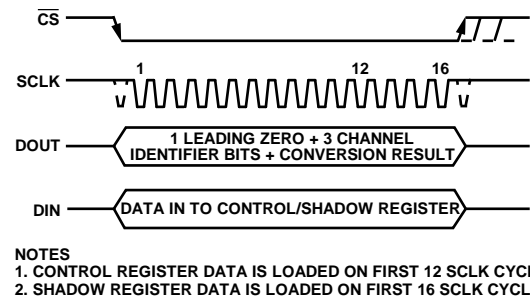 CS
1 12 16
SCLK
DOUT 1 LEADING ZERO + 3 CHANNEL
IDENTIFIER BITS + CONVERSION RESULT
DIN DATA IN TO CONTROL/SHADOW REGISTER
NOTES
1. CONTROL REGISTER DATA IS LOADED ON FIRST 12 SCLK
2. SHADOW REGISTER DATA IS LOADED ON FIRST 16 SCLK